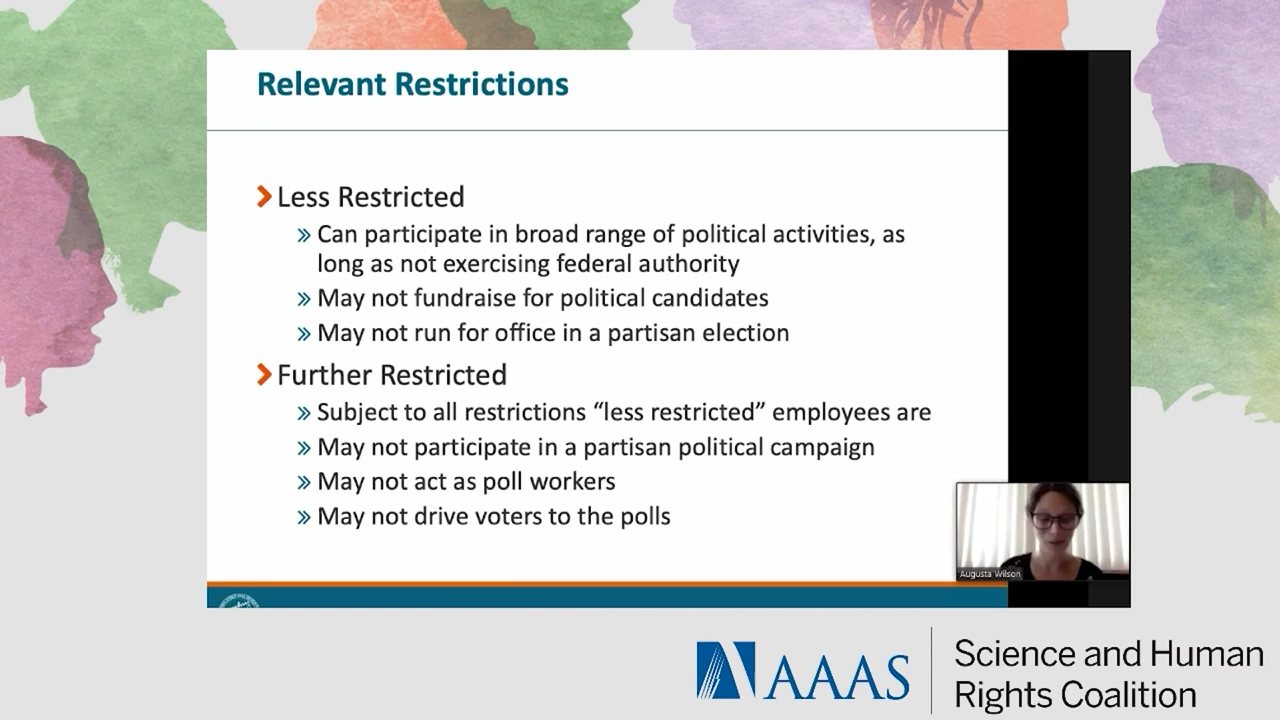 Relevant Restrictions
Less Restricted
Can participate in broad range of political activities, as
long as not exercising federal authority
May not fundraise for political candidates
May not run for office in a partisan election
Further Restricted
Subject to all restrictions “less restricted” employees are
May not participate in a partisan political campaign
May not act as poll workers
May not drive voters to the polls
Augusta Wilson
AAAS
Science and Human
Rights Coalition